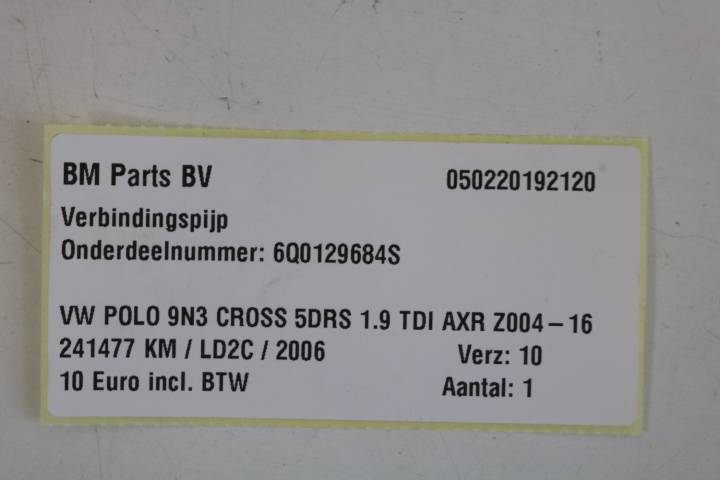 BM Parts BV 050220192120
Verbindingspijp
Onderdeelnummer: 6Q0129684S
VW POLO 9N3 CROSS 5DRS 1.9 TDI AXR Z004-16
241477 KM / LD2C / 2006 Verz: 10
10 Euro incl. BTW Aantal: 1